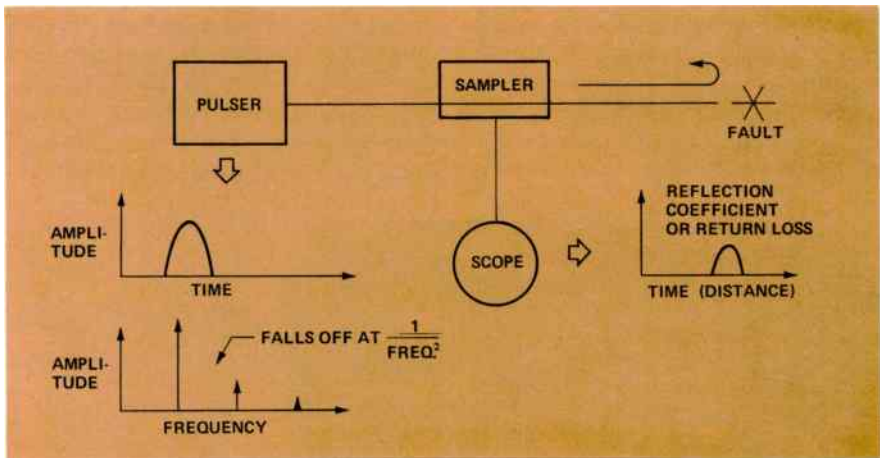 PULSER
SAMPLER
FAULT
AMPLI-
TUDE
TIME
SCOPE
REFLECTION
COEFFICIENT
OR RETURN LOSS
TIME (DISTANCE)
AMPLI-
TUDE
FALLS OFF AT 1/FREQ.²
FREQUENCY